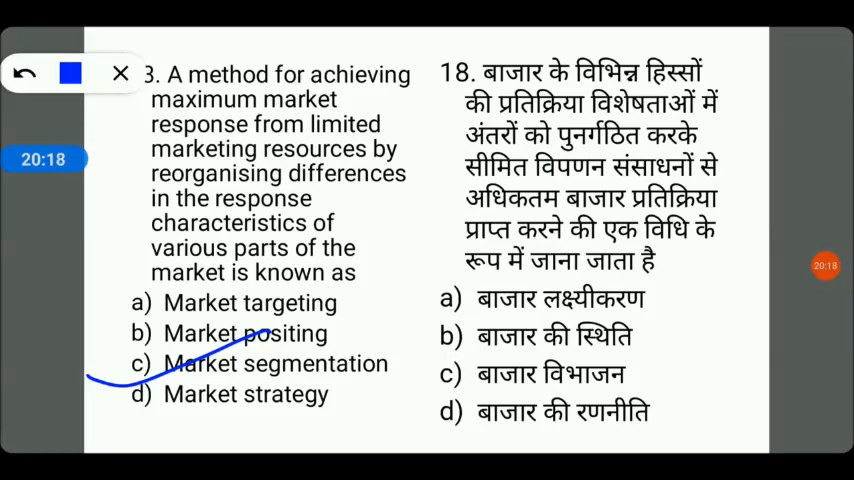 20:18
3. A method for achieving
maximum market
response from limited
marketing resources by
reorganising differences
in the response
characteristics of
various parts of the
market is known as
a) Market targeting
b) Market positing
c) Market segmentation
d) Market strategy
18. बाजार के विभिन्न हिस्सों
की प्रतिक्रिया विशेषताओं में
अंतरों को पुनर्गठित करके
सीमित विपणन संसाधनों से
अधिकतम बाजार प्रतिक्रिया
प्राप्त करने की एक विधि के
रूप में जाना जाता है
a) बाजार लक्ष्यीकरण
b) बाजार की स्थिति
c) बाजार विभाजन
d) बाजार की रणनीति
20:18